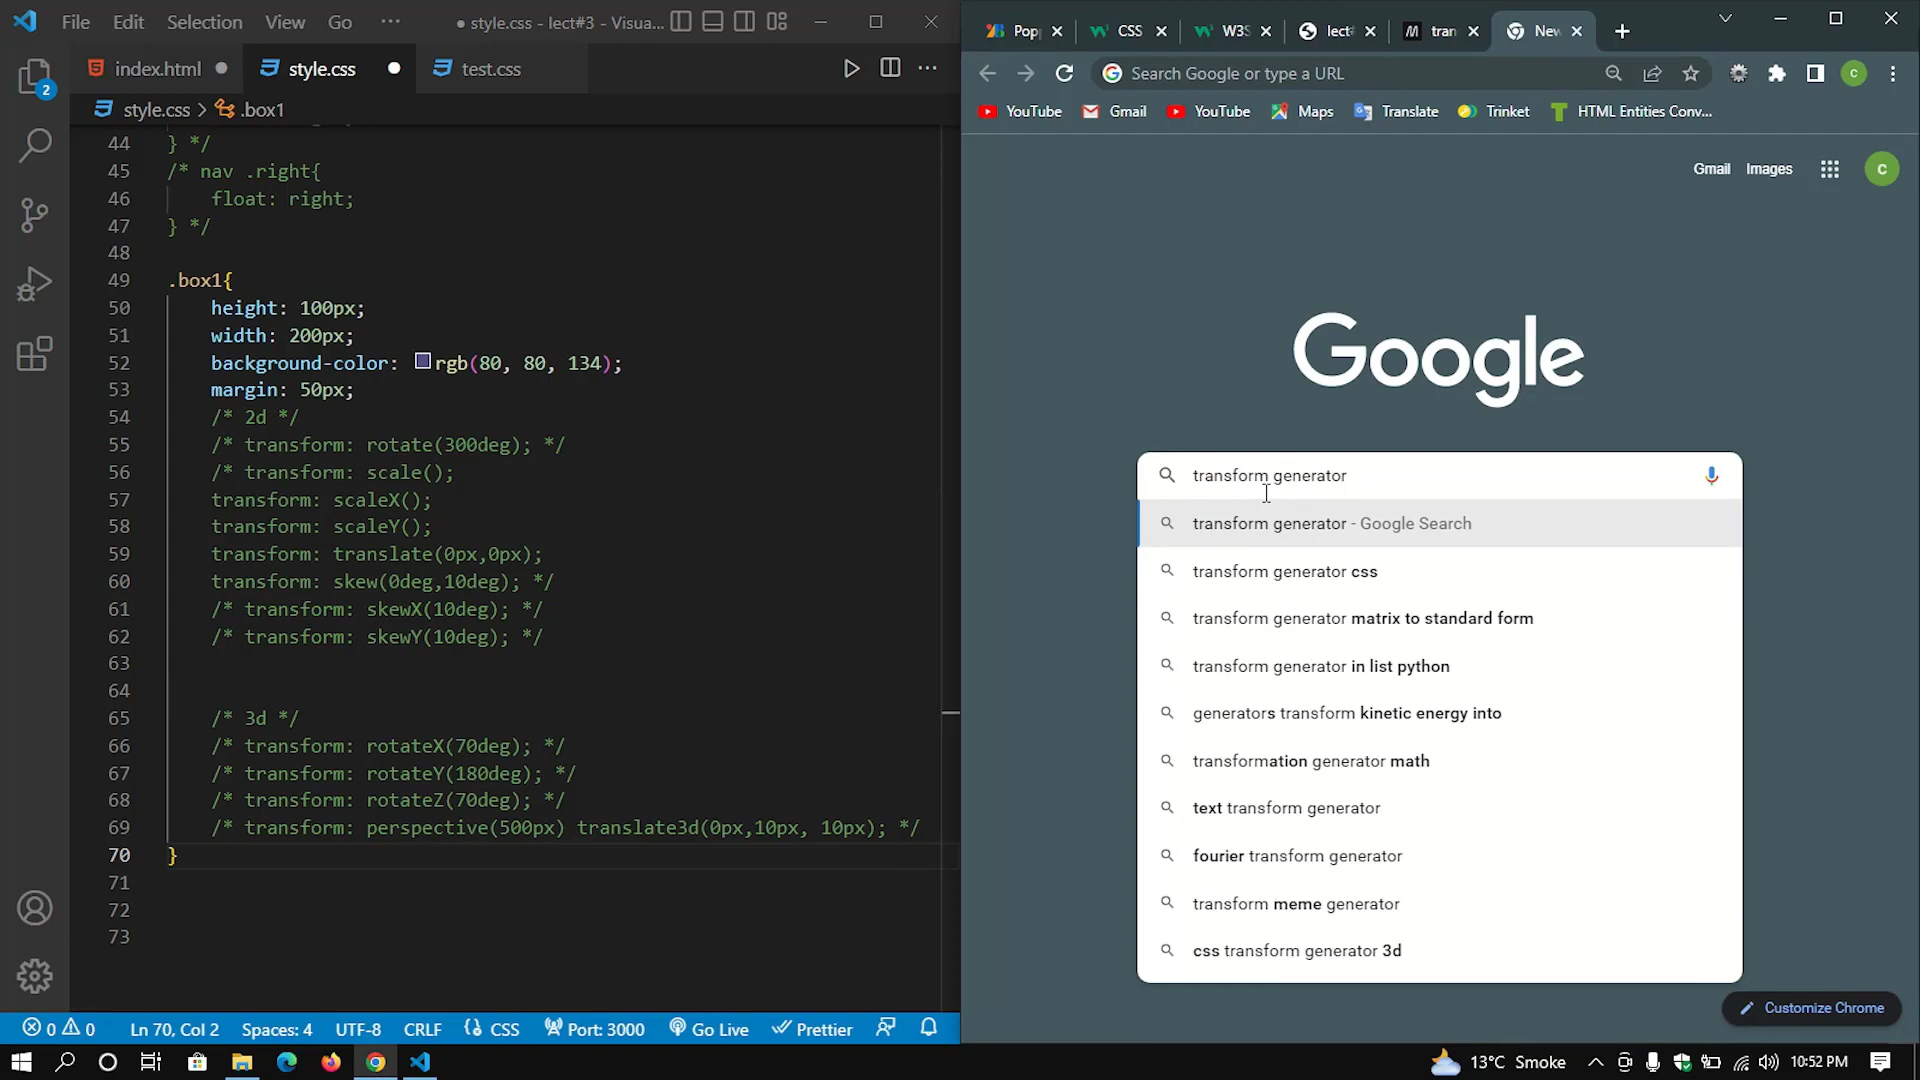 File Edit Selection View Go ··· ● style.css - lect#3 - Visua...
index.html style.css test.css
2
style.css > .box1
44 } */
45 /* nav .right{
46 float: right;
47 } */
48
49 .box1{
50 height: 100px;
51 width: 200px;
52 background-color: rgb(80, 80, 134);
53 margin: 50px;
54 /* 2d */
55 /* transform: rotate(300deg); */
56 /* transform: scale();
57 transform: scaleX();
58 transform: scaleY();
59 transform: translate(0px,0px);
60 transform: skew(0deg,10deg); */
61 /* transform: skewX(10deg); */
62 /* transform: skewY(10deg); */
63
64
65 /* 3d */
66 /* transform: rotateX(70deg); */
67 /* transform: rotateY(180deg); */
68 /* transform: rotateZ(70deg); */
69 /* transform: perspective(500px) translate3d(0px,10px, 10px); */
70 }
71
72
73
0 0 Ln 70, Col 2 Spaces: 4 UTF-8 CRLF CSS Port: 3000 Go Live Prettier
Pop CSS W3S lect tran New
Search Google or type a URL C
YouTube Gmail YouTube Maps Translate Trinket HTML Entities Conv...
Gmail Images C
Google
transform generator
transform generator - Google Search
transform generator css
transform generator matrix to standard form
transform generator in list python
generators transform kinetic energy into
transformation generator math
text transform generator
fourier transform generator
transform meme generator
css transform generator 3d
Customize Chrome
13°C Smoke 10:52 PM